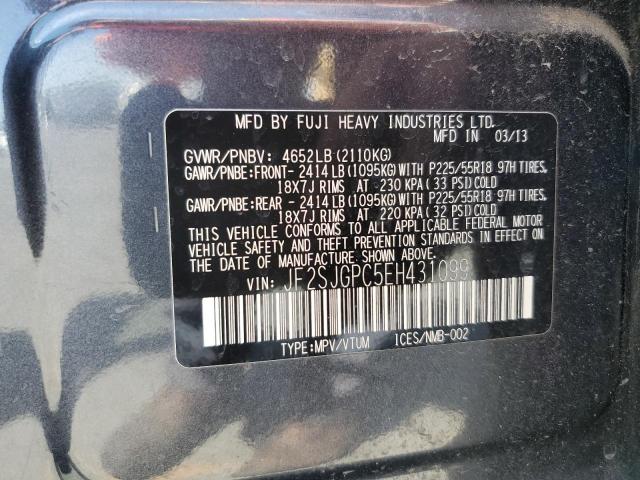 MFD BY FUJI HEAVY INDUSTRIES LTD.
MFD IN 03/13
GVWR/PNBV: 4652LB(2110KG)
GAWR/PNBE:FRONT-2414LB(1095KG)WITH P225/55R18 97H TIRES,
18X7J RIMS AT 230 KPA(33 PSI)COLD
GAWR/PNBE:REAR -2414LB(1095KG)WITH P225/55R18 97H TIRES,
18X7J RIMS AT 220 KPA(32 PSI)COLD
THIS VEHICLE CONFORMS TO ALL APPLICABLE FEDERAL MOTOR
VEHICLE SAFETY AND THEFT PREVENTION STANDARDS IN EFFECT ON
THE DATE OF MANUFACTURE SHOWN ABOVE.
VIN: JF2SJGPC5EH431099
TYPE:MPV/VTUM ICES/NMB-002